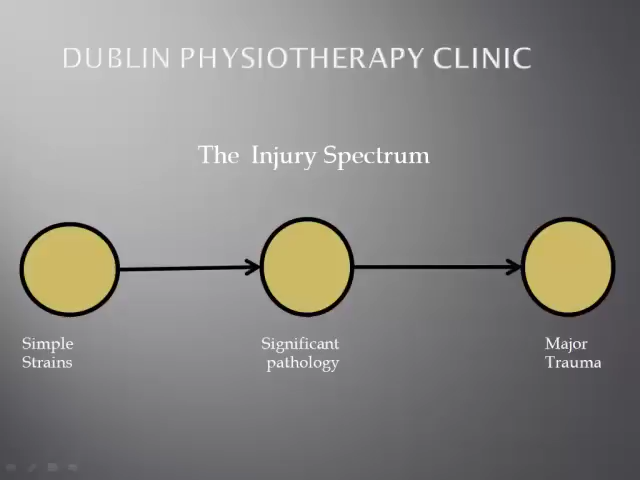 DUBLIN PHYSIOTHERAPY CLINIC
The Injury Spectrum
Simple
Strains
Significant
pathology
Major
Trauma